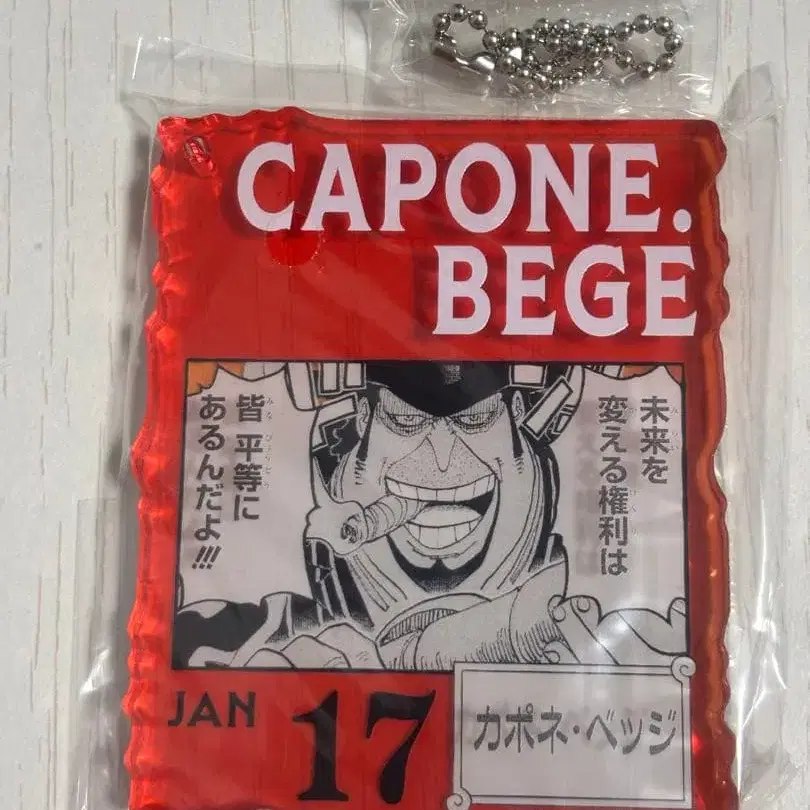 CAPONE.
BEGE
未来を
変える権利は
皆 平等に
あるんだよ!!!
JAN 17
カポネ・ベッジ